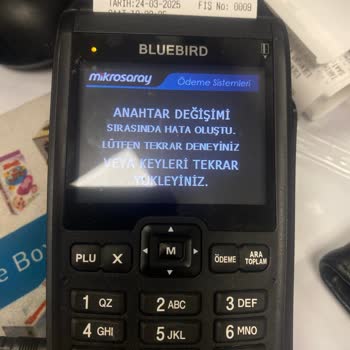 TARİH:24-03-2025 FİŞ No: 0009
BLUEBIRD
mikrosaray Ödeme Sistemleri
ANAHTAR DEĞİŞİMİ
SIRASINDA HATA OLUŞTU.
LÜTFEN TEKRAR DENEYİNİZ
VEYA KEYLERİ TEKRAR
YÜKLEYİNİZ.
PLU X M ÖDEME ARA TOPLAM
1 QZ 2 ABC 3 DEF
4 GHI 5 JKL 6 MNO
e Bo